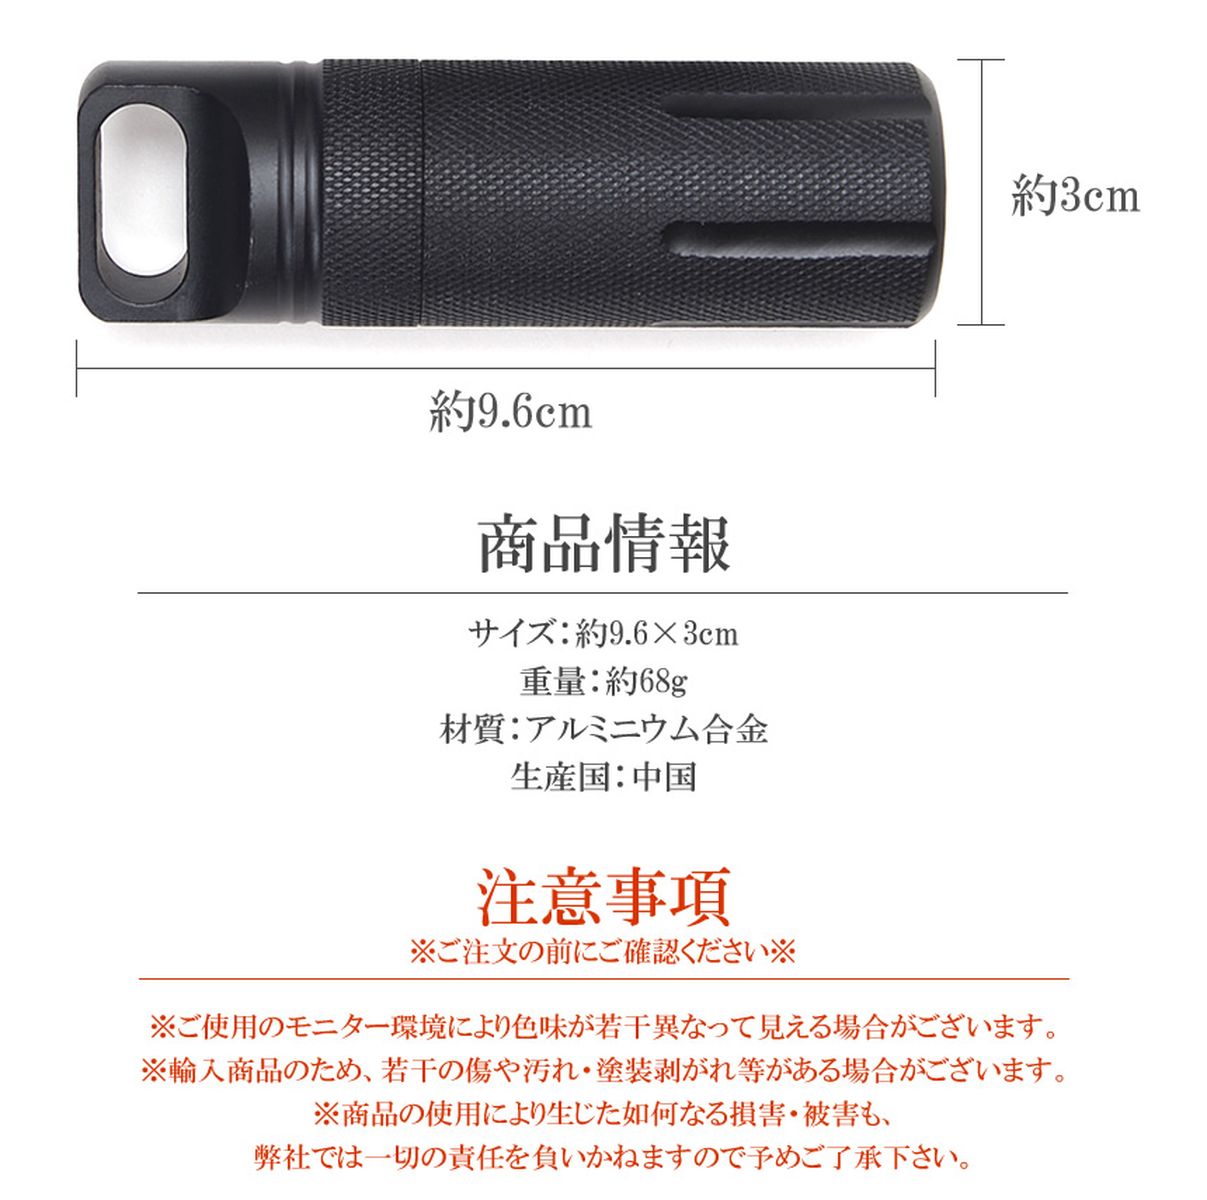 約3cm
約9.6cm
商品情報
サイズ：約9.6×3cm
重量：約68g
材質：アルミニウム合金
生産国：中国
注意事項
※ご注文の前にご確認ください※
※ご使用のモニター環境により色味が若干異なって見える場合がございます。
※輸入商品のため、若干の傷や汚れ・塗装剥がれ等がある場合がございます。
※商品の使用により生じた如何なる損害・被害も、
弊社では一切の責任を負いかねますので予めご了承下さい。